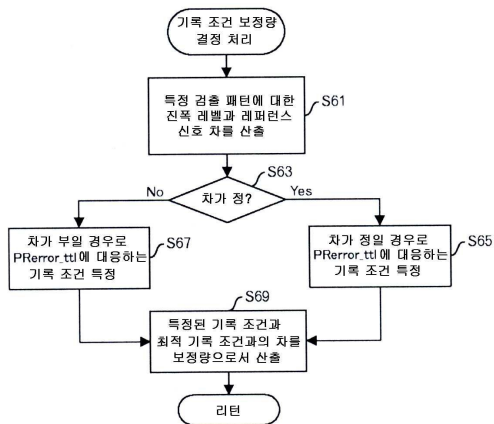 기록 조건 보정량
결정 처리
S61
특정 검출 패턴에 대한
진폭 레벨과 레퍼런스
신호 차를 산출
S63
차가 정?
No
Yes
차가 부일 경우로
PRerror_ttl에 대응하는
기록 조건 특정
S67
차가 정일 경우로
PRerror_ttl에 대응하는
기록 조건 특정
S65
S69
특정된 기록 조건과
최적 기록 조건과의 차를
보정량으로서 산출
리턴